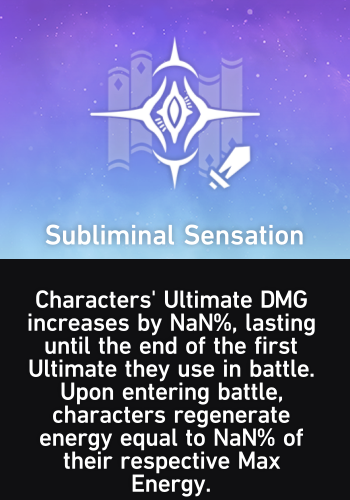 Subliminal Sensation
Characters' Ultimate DMG
increases by NaN%, lasting
until the end of the first
Ultimate they use in battle.
Upon entering battle,
characters regenerate
energy equal to NaN% of
their respective Max
Energy.